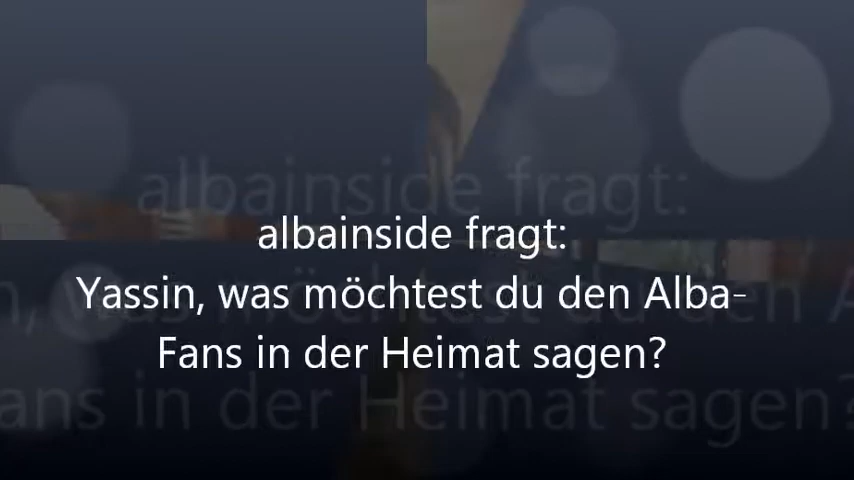 albainside fragt:
Yassin, was möchtest du den Alba-
Fans in der Heimat sagen?